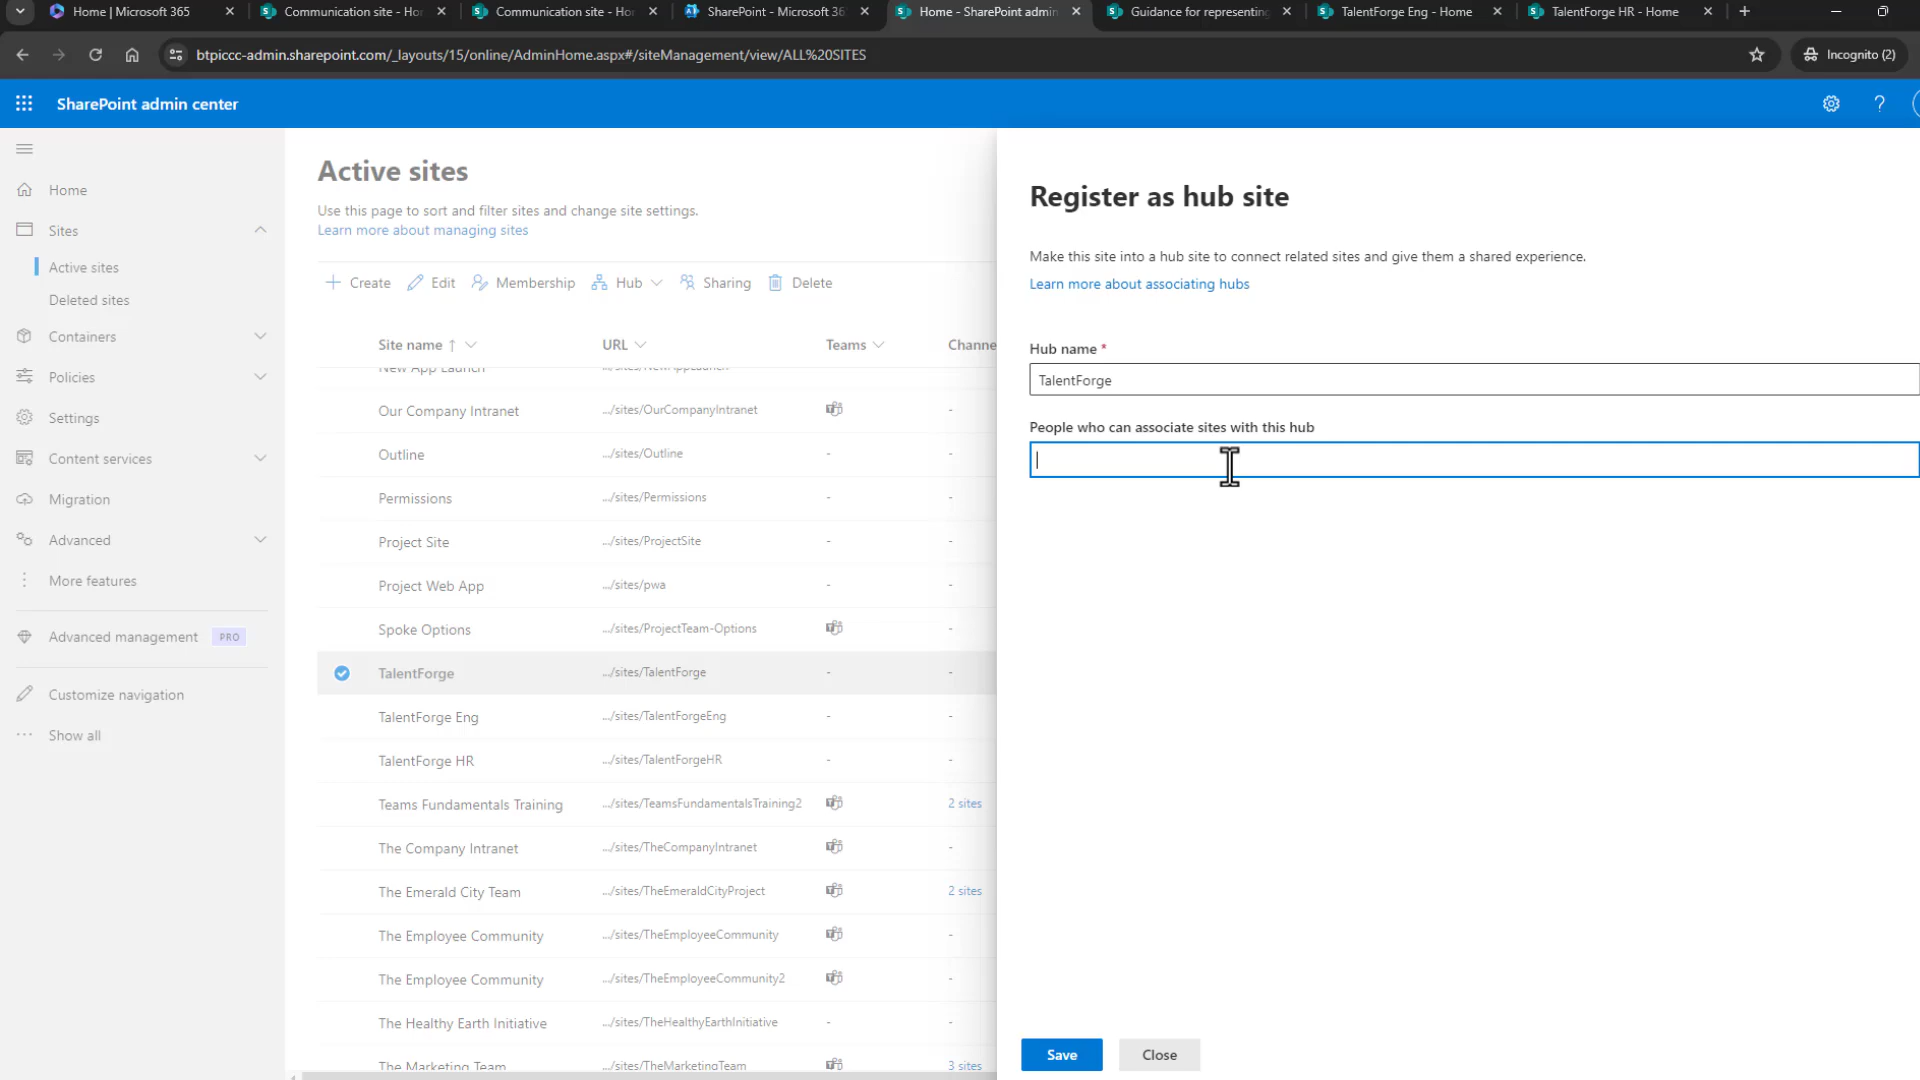 Home | Microsoft 365
Communication site - Ho
Communication site - Ho
SharePoint - Microsoft 36
Home - SharePoint admin
Guidance for representing
TalentForge Eng - Home
TalentForge HR - Home
btpiccc-admin.sharepoint.com/_layouts/15/online/AdminHome.aspx#/siteManagement/view/ALL%20SITES
Incognito (2)
SharePoint admin center
Home
Sites
Active sites
Deleted sites
Containers
Policies
Settings
Content services
Migration
Advanced
More features
Advanced management PRO
Customize navigation
Show all
Active sites
Use this page to sort and filter sites and change site settings.
Learn more about managing sites
Create Edit Membership Hub Sharing Delete
Site name ↑ URL Teams Channe
New App Launch .../sites/NewAppLaunch -
Our Company Intranet .../sites/OurCompanyIntranet -
Outline .../sites/Outline - -
Permissions .../sites/Permissions - -
Project Site .../sites/ProjectSite - -
Project Web App .../sites/pwa - -
Spoke Options .../sites/ProjectTeam-Options -
TalentForge .../sites/TalentForge - -
TalentForge Eng .../sites/TalentForgeEng - -
TalentForge HR .../sites/TalentForgeHR - -
Teams Fundamentals Training .../sites/TeamsFundamentalsTraining2 2 sites
The Company Intranet .../sites/TheCompanyIntranet -
The Emerald City Team .../sites/TheEmeraldCityProject 2 sites
The Employee Community .../sites/TheEmployeeCommunity -
The Employee Community .../sites/TheEmployeeCommunity2 -
The Healthy Earth Initiative .../sites/TheHealthyEarthInitiative - -
The Marketing Team .../sites/TheMarketingTeam 3 sites
Register as hub site
Make this site into a hub site to connect related sites and give them a shared experience.
Learn more about associating hubs
Hub name *
TalentForge
People who can associate sites with this hub
Save Close